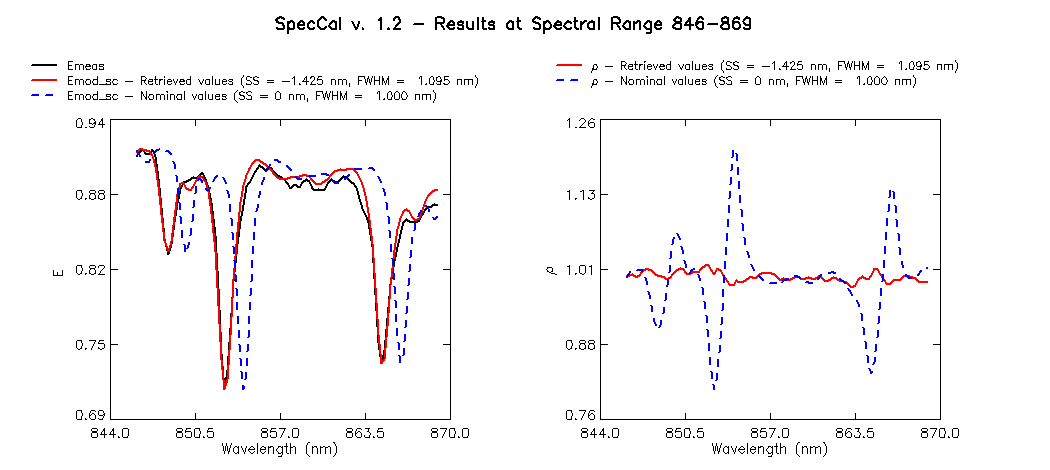 SpecCal v. 1.2 – Results at Spectral Range 846–869
Emeas
Emod_sc – Retrieved values (SS = –1.425 nm, FWHM = 1.095 nm)
Emod_sc – Nominal values (SS = 0 nm, FWHM = 1.000 nm)
0.94
0.88
0.82
0.75
0.69
E
844.0 850.5 857.0 863.5 870.0
Wavelength (nm)
ρ – Retrieved values (SS = –1.425 nm, FWHM = 1.095 nm)
ρ – Nominal values (SS = 0 nm, FWHM = 1.000 nm)
1.26
1.13
1.01
0.88
0.76
ρ
844.0 850.5 857.0 863.5 870.0
Wavelength (nm)